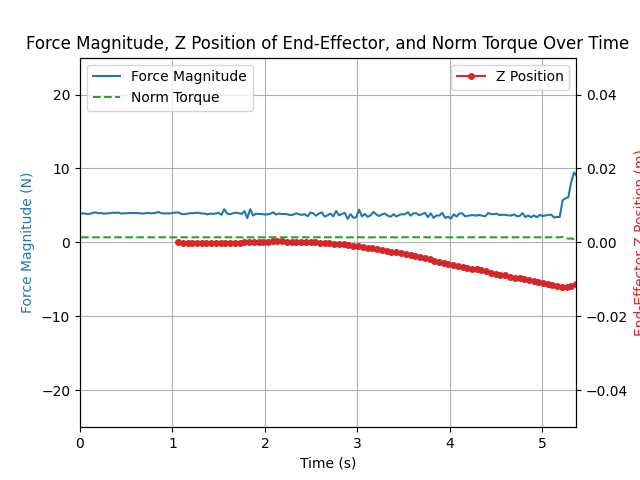 Force Magnitude, Z Position of End-Effector, and Norm Torque Over Time
Force Magnitude
Norm Torque
Z Position
20
10
0
−10
−20
0.04
0.02
0.00
−0.02
−0.04
Force Magnitude (N)
End-Effector Z Position (m)
0 1 2 3 4 5
Time (s)